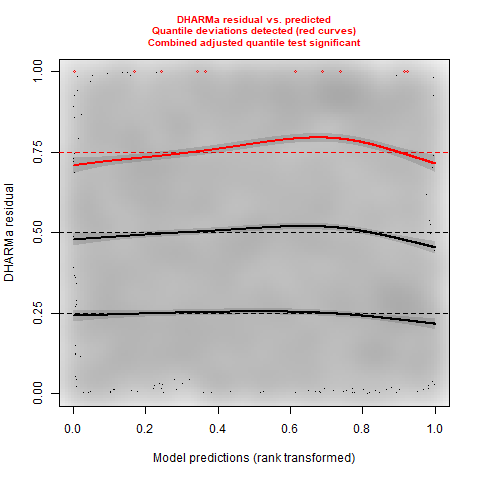 DHARMa residual vs. predicted
Quantile deviations detected (red curves)
Combined adjusted quantile test significant
1.00
0.75
0.50
0.25
0.00
DHARMa residual
0.0 0.2 0.4 0.6 0.8 1.0
Model predictions (rank transformed)